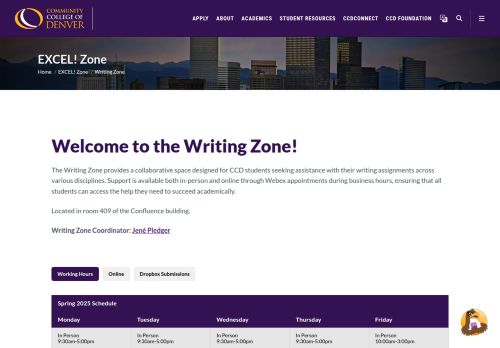 COMMUNITY
COLLEGE OF
DENVER
APPLY ABOUT ACADEMICS STUDENT RESOURCES CCDCONNECT CCD FOUNDATION
EXCEL! Zone
Home / EXCEL! Zone / Writing Zone
Welcome to the Writing Zone!
The Writing Zone provides a collaborative space designed for CCD students seeking assistance with their writing assignments across
various disciplines. Support is available both in-person and online through Webex appointments during business hours, ensuring that all
students can access the help they need to succeed academically.
Located in room 409 of the Confluence building.
Writing Zone Coordinator: Jené Pledger
Working Hours Online Dropbox Submissions
Spring 2025 Schedule
Monday Tuesday Wednesday Thursday Friday
In Person In Person In Person In Person In Person
9:30am-5:00pm 9:30am-5:00pm 9:30am-5:00pm 9:30am-5:00pm 10:00am-3:00pm